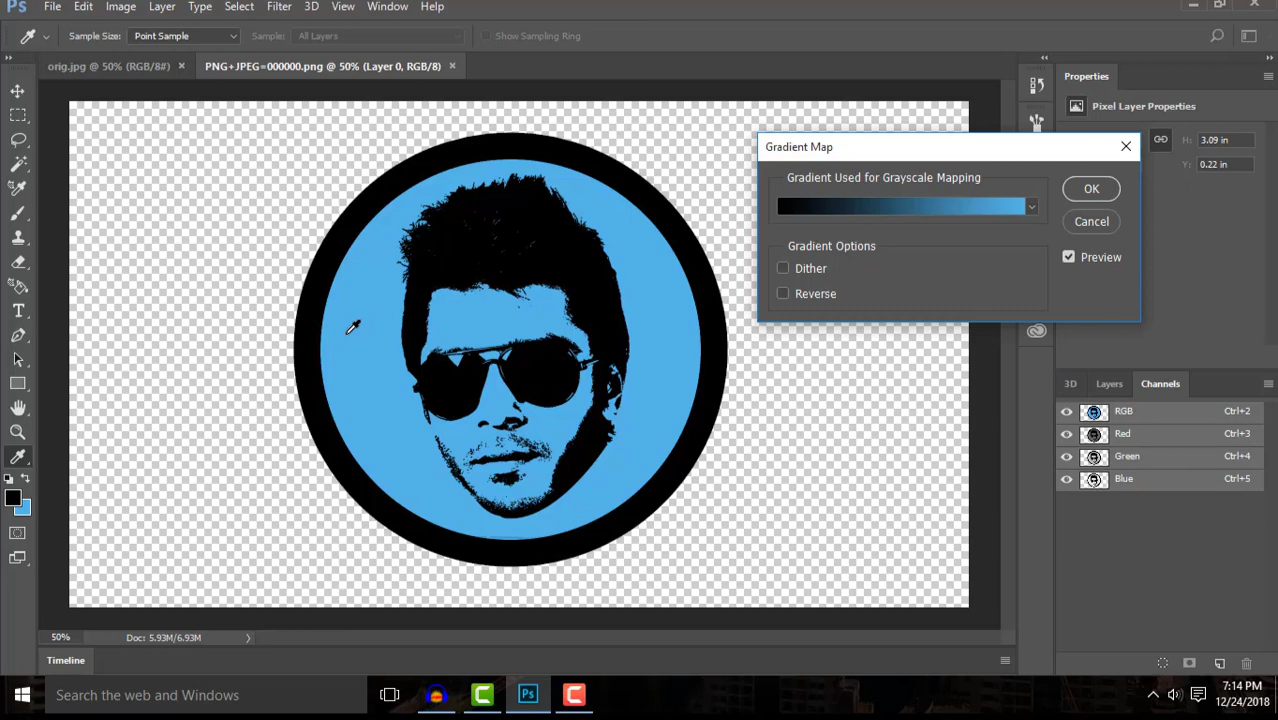 Ps File Edit Image Layer Type Select Filter 3D View Window Help
Sample Size: Point Sample Sample: All Layers Show Sampling Ring
orig.jpg @ 50% (RGB/8#) × PNG+JPEG=000000.png @ 50% (Layer 0, RGB/8) ×
Properties
Pixel Layer Properties
H: 3.09 in
Y: 0.22 in
Gradient Map
Gradient Used for Grayscale Mapping
OK
Cancel
Gradient Options
Preview
Dither
Reverse
3D Layers Channels
RGB Ctrl+2
Red Ctrl+3
Green Ctrl+4
Blue Ctrl+5
50% Doc: 5.93M/6.93M
Timeline
Search the web and Windows
Ps
7:14 PM
12/24/2018